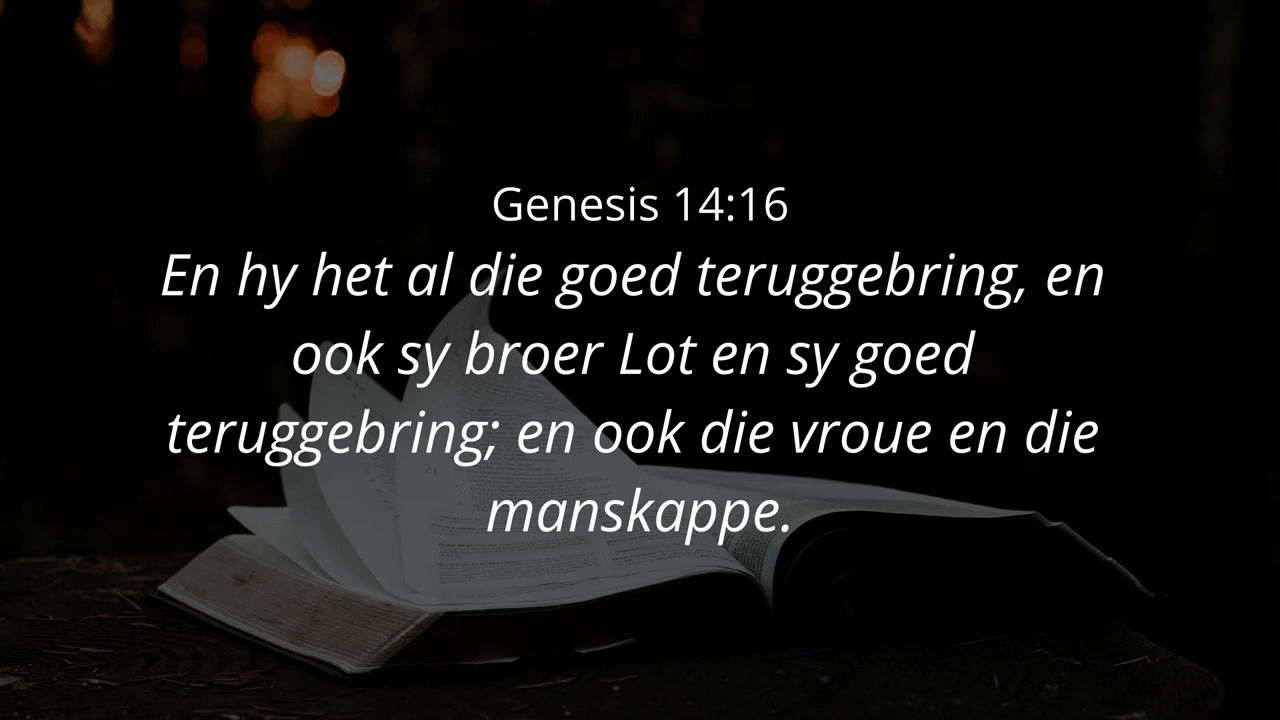 Genesis 14:16
En hy het al die goed teruggebring, en
ook sy broer Lot en sy goed
teruggebring; en ook die vroue en die
manskappe.